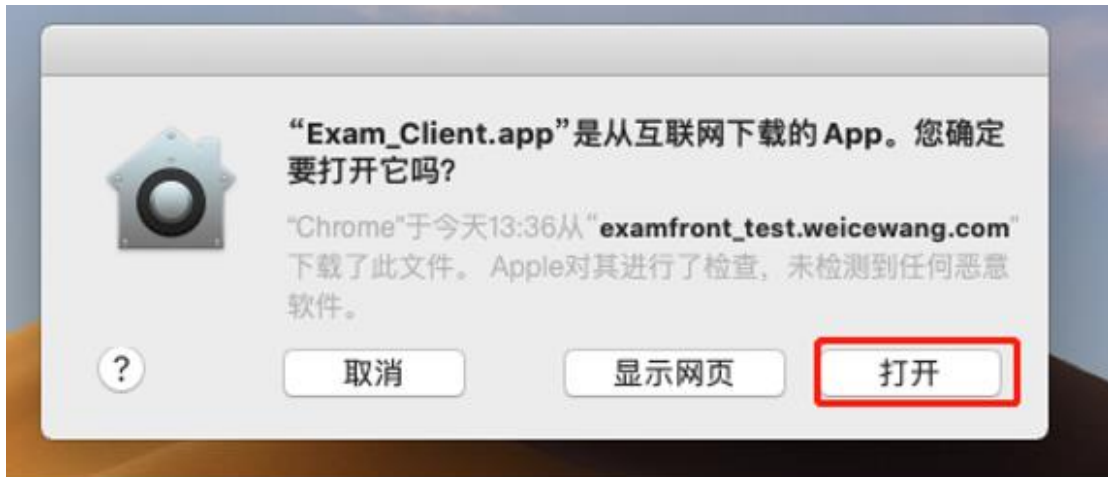 “Exam_Client.app”是从互联网下载的 App。您确定
要打开它吗?
“Chrome”于今天13:36从“examfront_test.weicewang.com”
下载了此文件。 Apple对其进行了检查，未检测到任何恶意
软件。
?
取消
显示网页
打开